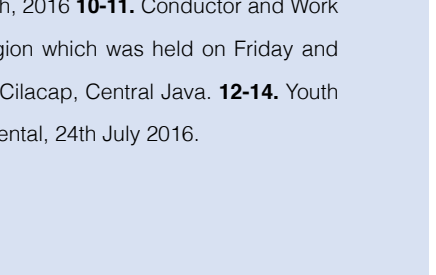 h, 2016 10-11. Conductor and Work
gion which was held on Friday and
Cilacap, Central Java. 12-14. Youth
ental, 24th July 2016.